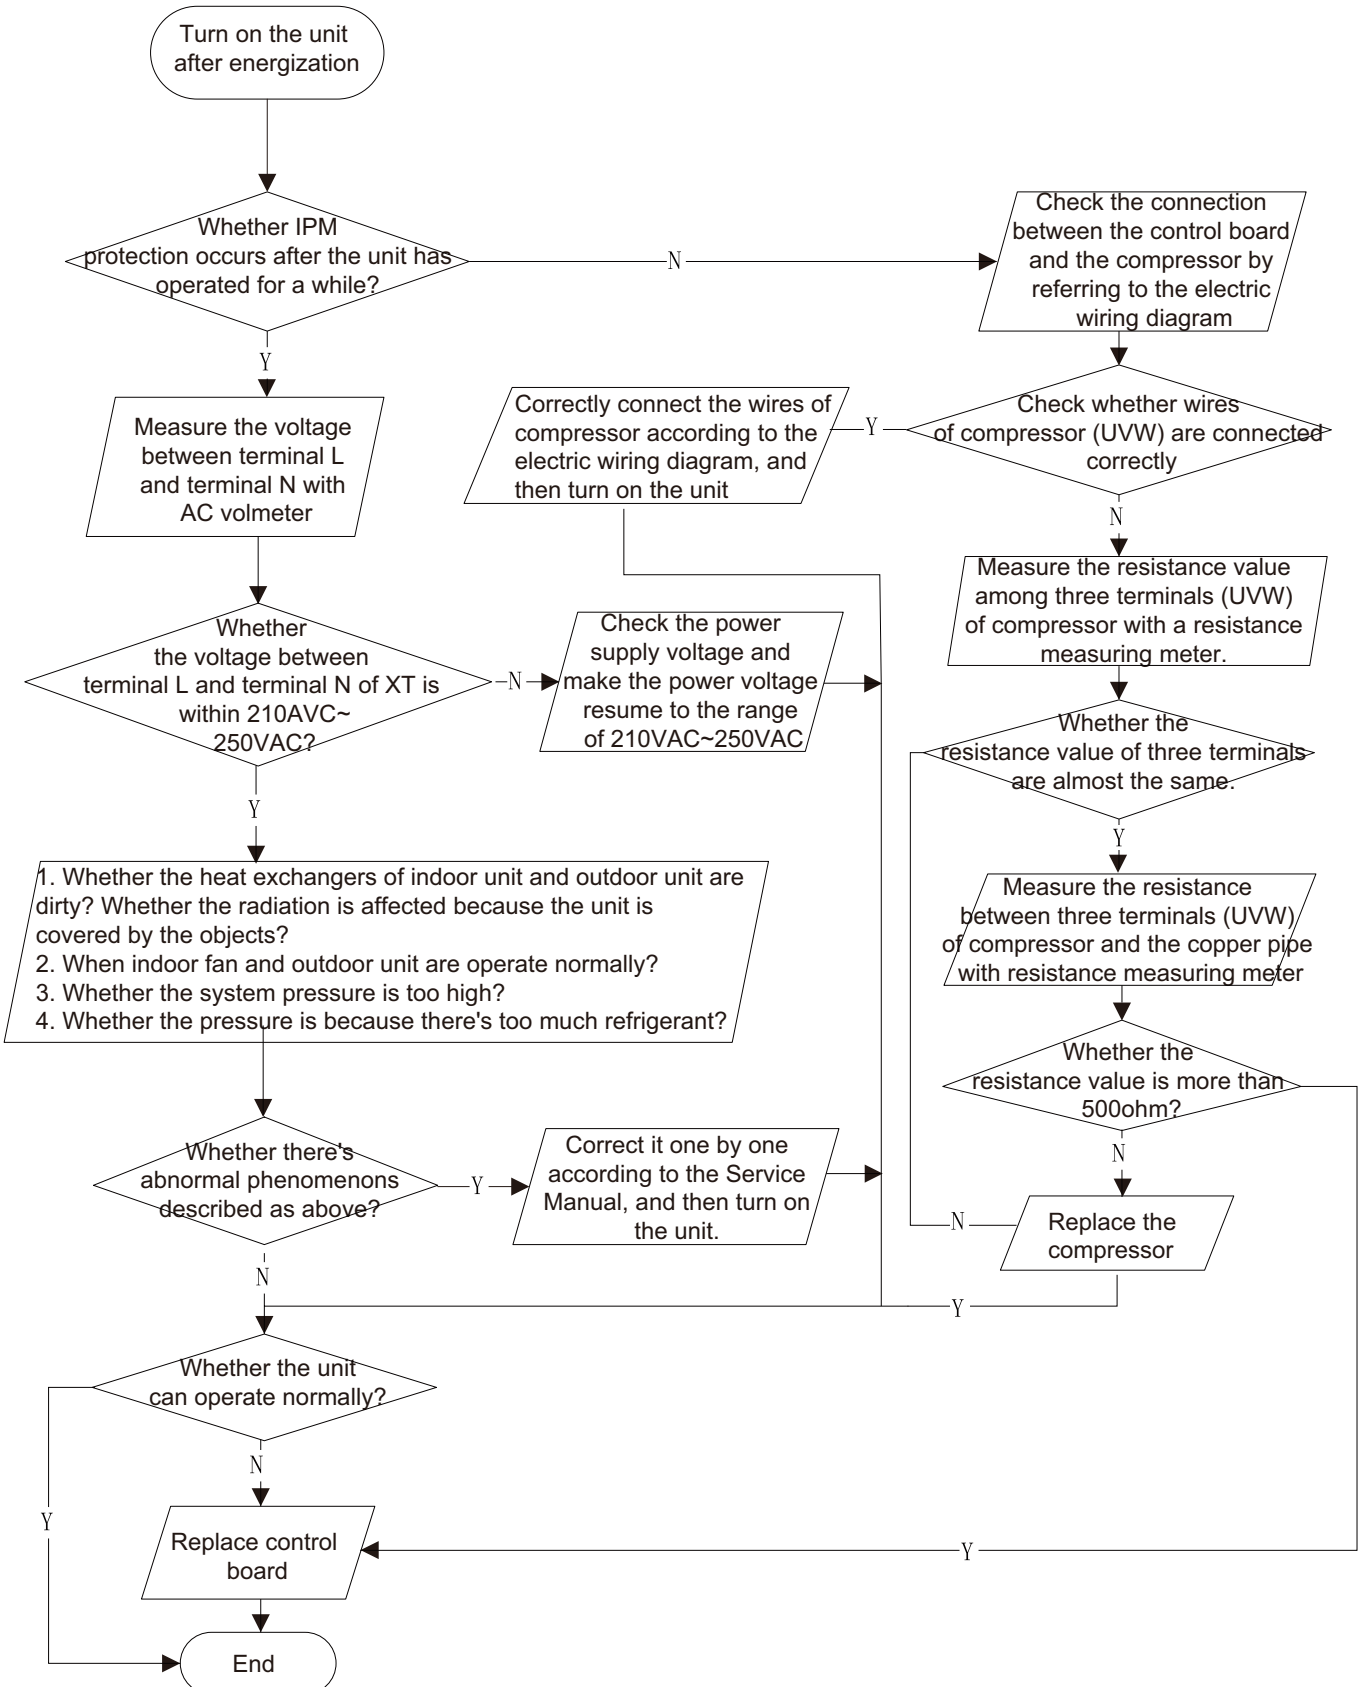 Turn on the unit
after energization
Whether IPM
protection occurs after the unit has
operated for a while?
N
Check the connection
between the control board
and the compressor by
referring to the electric
wiring diagram
Y
Measure the voltage
between terminal L
and terminal N with
AC volmeter
Correctly connect the wires of
compressor according to the
electric wiring diagram, and
then turn on the unit
Y
Check whether wires
of compressor (UVW) are connected
correctly
N
Measure the resistance value
among three terminals (UVW)
of compressor with a resistance
measuring meter.
Whether
the voltage between
terminal L and terminal N of XT is
within 210AVC~
250VAC?
N
Check the power
supply voltage and
make the power voltage
resume to the range
of 210VAC~250VAC
Whether the
resistance value of three terminals
are almost the same.
Y
Y
1. Whether the heat exchangers of indoor unit and outdoor unit are
dirty? Whether the radiation is affected because the unit is
covered by the objects?
2. When indoor fan and outdoor unit are operate normally?
3. Whether the system pressure is too high?
4. Whether the pressure is because there's too much refrigerant?
Measure the resistance
between three terminals (UVW)
of compressor and the copper pipe
with resistance measuring meter
Whether the
resistance value is more than
500ohm?
N
Whether there's
abnormal phenomenons
described as above?
Y
Correct it one by one
according to the Service
Manual, and then turn on
the unit.
N
Replace the
compressor
N
Y
Whether the unit
can operate normally?
N
Y
Replace control
board
Y
End